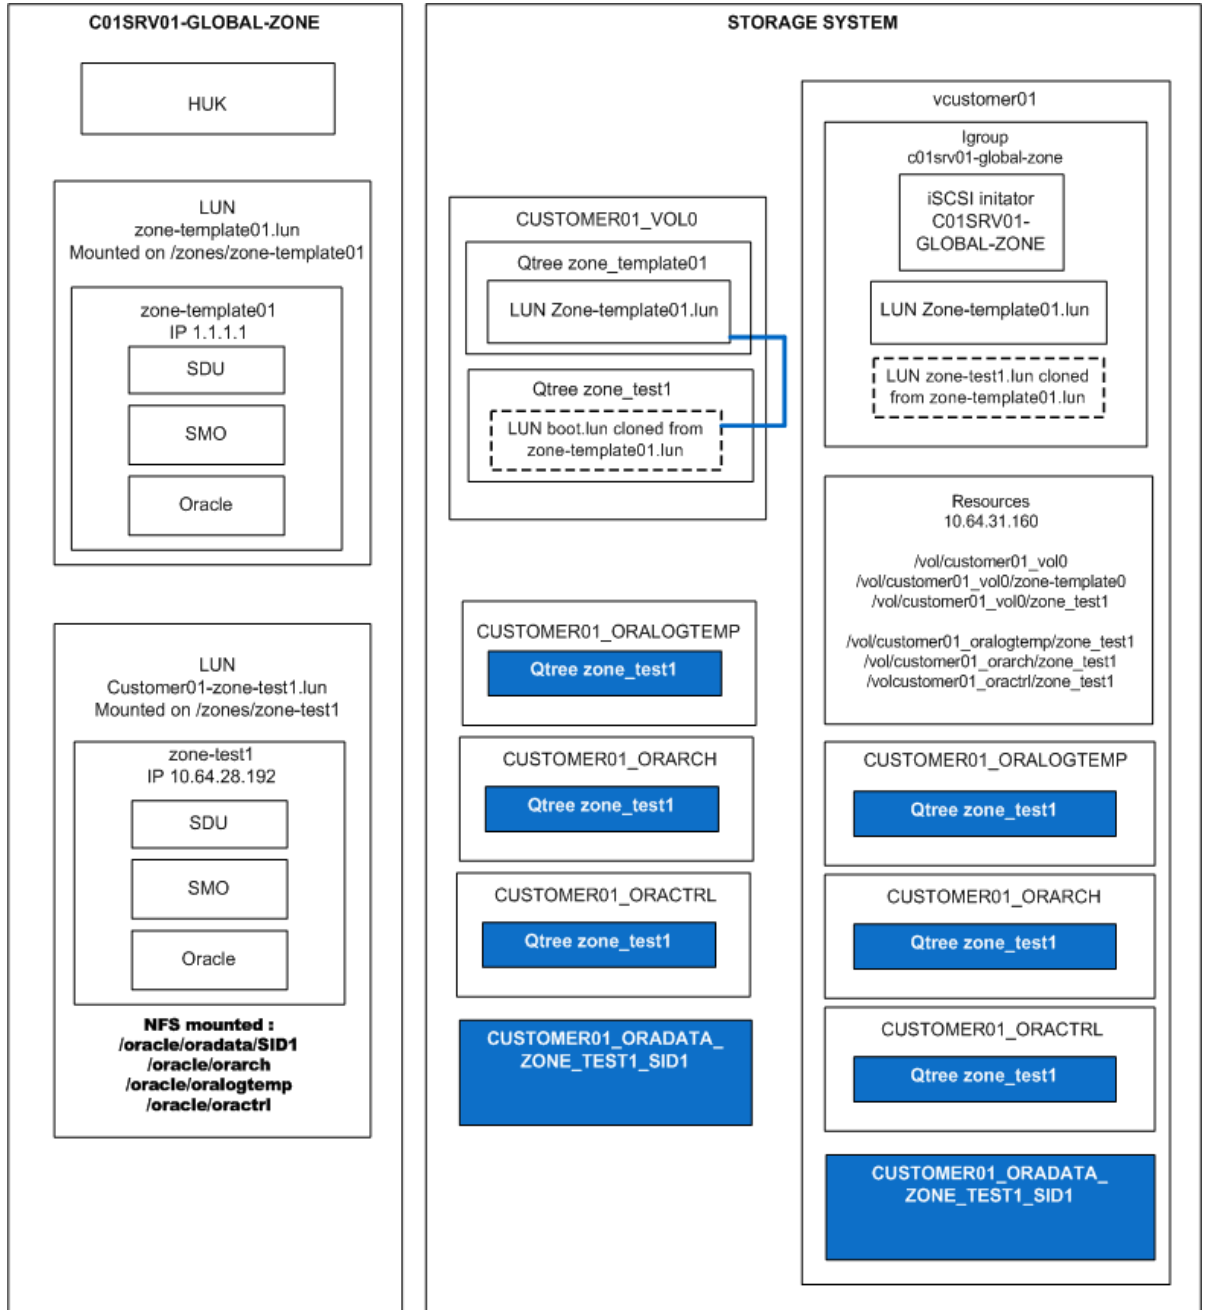 C01SRV01-GLOBAL-ZONE
HUK
LUN
zone-template01.lun
Mounted on /zones/zone-template01
zone-template01
IP 1.1.1.1
SDU
SMO
Oracle
LUN
Customer01-zone-test1.lun
Mounted on /zones/zone-test1
zone-test1
IP 10.64.28.192
SDU
SMO
Oracle
NFS mounted :
/oracle/oradata/SID1
/oracle/orarch
/oracle/oralogtemp
/oracle/oractrl
STORAGE SYSTEM
CUSTOMER01_VOL0
Qtree zone_template01
LUN Zone-template01.lun
Qtree zone_test1
LUN boot.lun cloned from
zone-template01.lun
CUSTOMER01_ORALOGTEMP
Qtree zone_test1
CUSTOMER01_ORARCH
Qtree zone_test1
CUSTOMER01_ORACTRL
Qtree zone_test1
CUSTOMER01_ORADATA_
ZONE_TEST1_SID1
vcustomer01
Igroup
c01srv01-global-zone
iSCSI initator
C01SRV01-
GLOBAL-ZONE
LUN Zone-template01.lun
LUN zone-test1.lun cloned
from zone-template01.lun
Resources
10.64.31.160
/vol/customer01_vol0
/vol/customer01_vol0/zone-template0
/vol/customer01_vol0/zone_test1
/vol/customer01_oralogtemp/zone_test1
/vol/customer01_orarch/zone_test1
/volcustomer01_oractrl/zone_test1
CUSTOMER01_ORALOGTEMP
Qtree zone_test1
CUSTOMER01_ORARCH
Qtree zone_test1
CUSTOMER01_ORACTRL
Qtree zone_test1
CUSTOMER01_ORADATA_
ZONE_TEST1_SID1